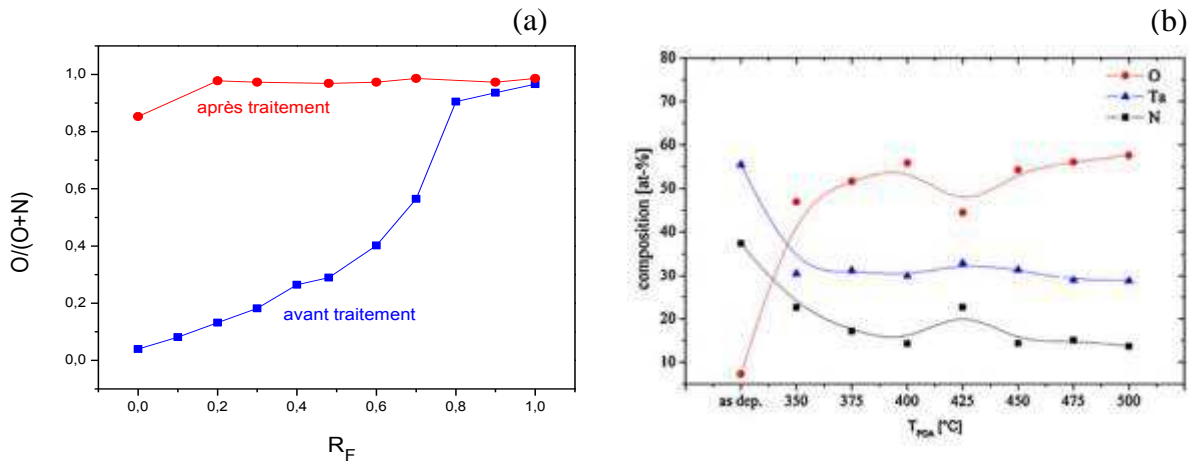 (a)
O/(O+N)
1,0
0,8
0,6
0,4
0,2
0,0
après traitement
avant traitement
0,0 0,2 0,4 0,6 0,8 1,0
R_F
(b)
composition [at-%]
80
70
60
50
40
30
20
10
O
Ta
N
as dep. 350 375 400 425 450 475 500
T_PDA [°C]